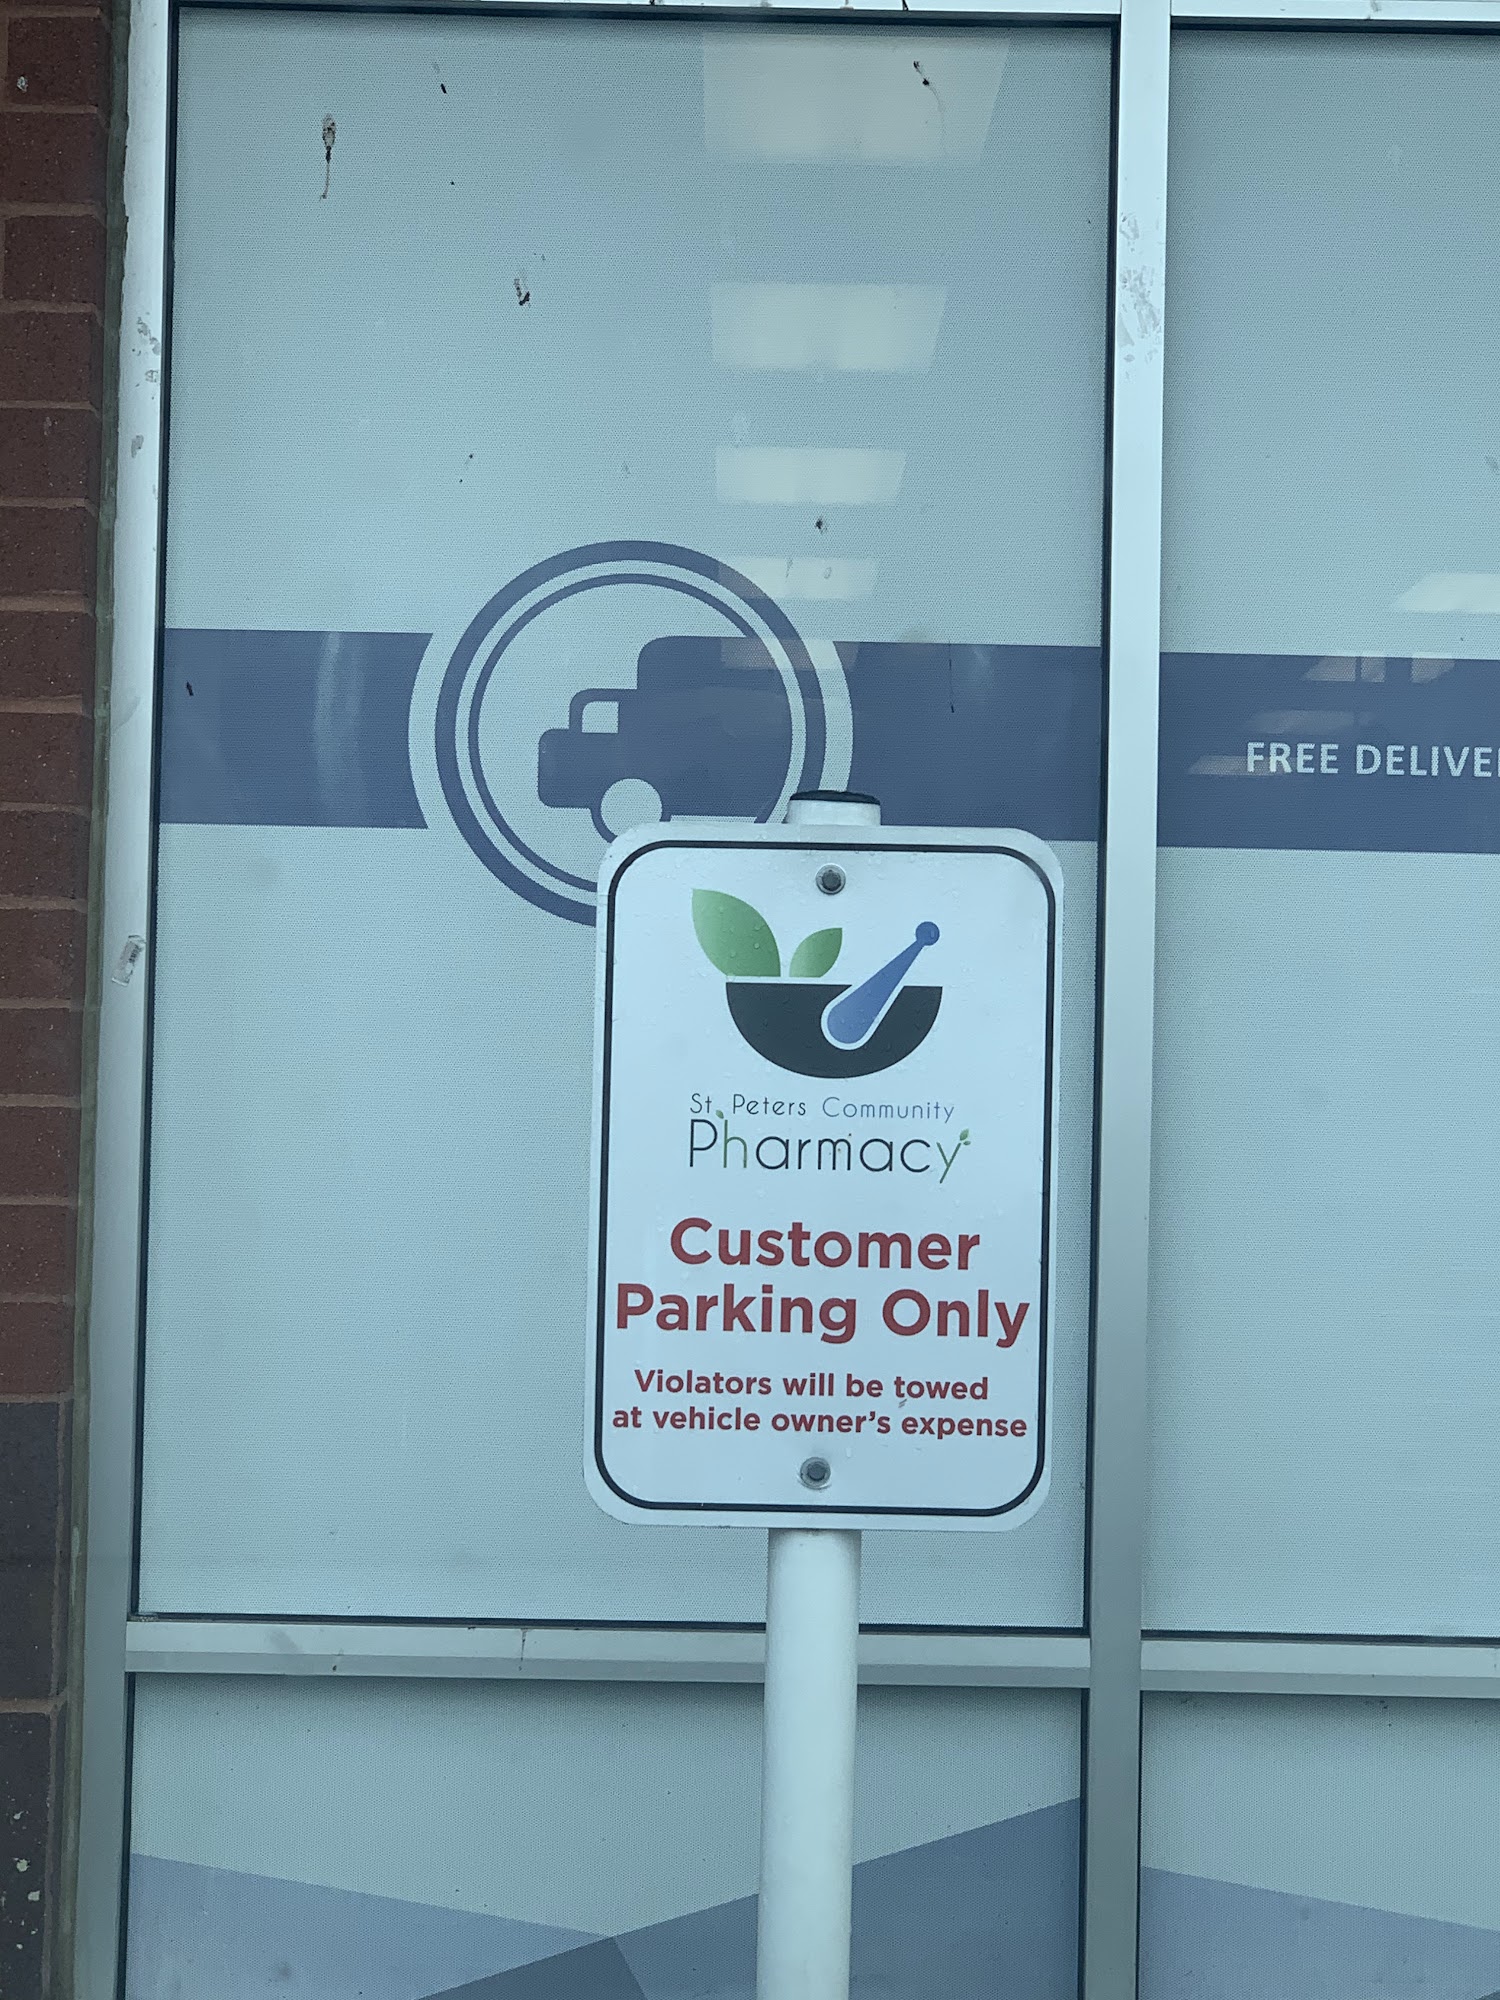 FREE DELIVE
St. Peters Community
Pharmacy
Customer
Parking Only
Violators will be towed
at vehicle owner's expense